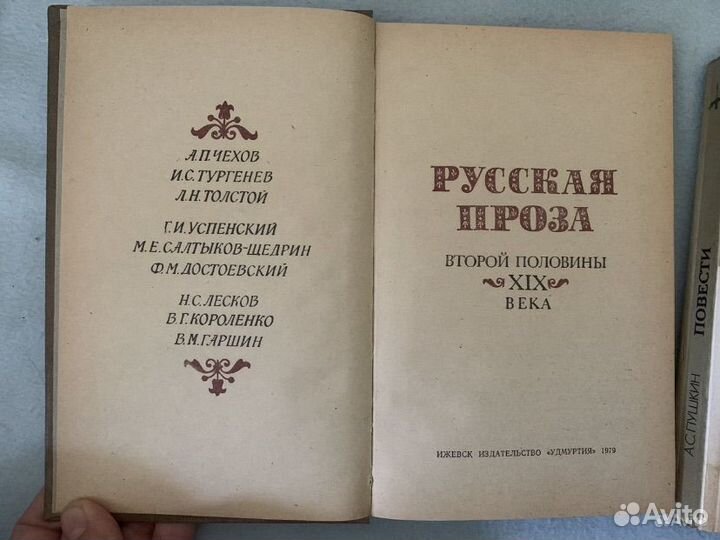 А.П.ЧЕХОВ
И.С.ТУРГЕНЕВ
Л.Н.ТОЛСТОЙ
Г.И.УСПЕНСКИЙ
М.Е.САЛТЫКОВ-ЩЕДРИН
Ф.М.ДОСТОЕВСКИЙ
Н.С.ЛЕСКОВ
В.Г.КОРОЛЕНКО
В.М.ГАРШИН
РУССКАЯ
ПРОЗА
ВТОРОЙ ПОЛОВИНЫ
XIX
ВЕКА
ИЖЕВСК ИЗДАТЕЛЬСТВО «УДМУРТИЯ» 1979
А.С.ПУШКИН
ПОВЕСТИ
Avito